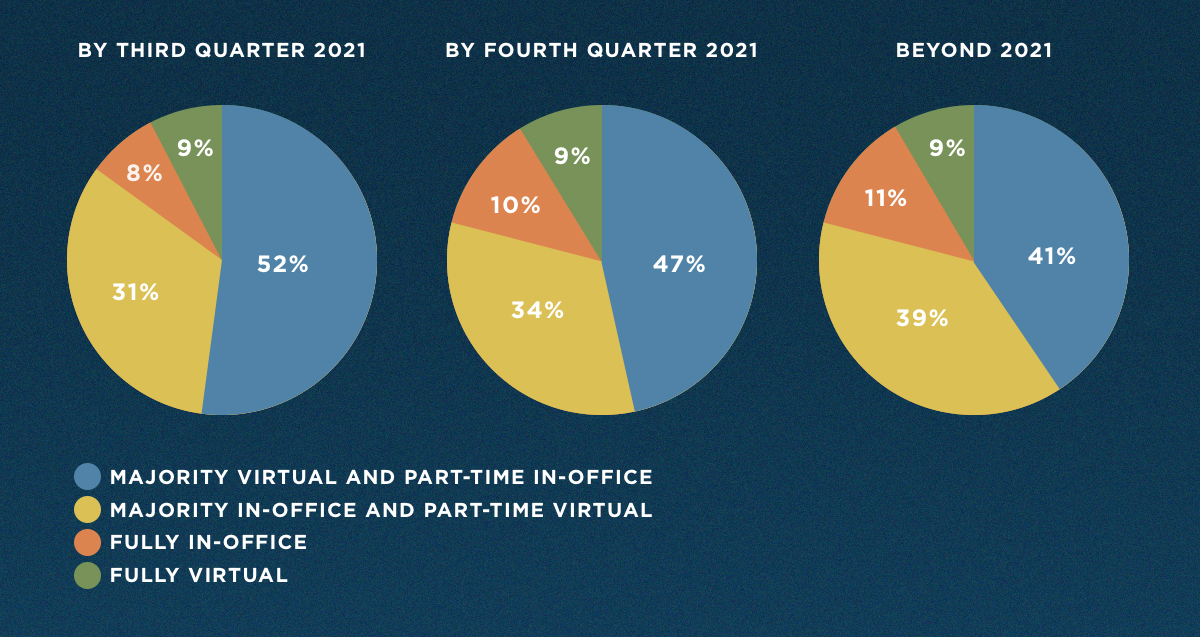 BY THIRD QUARTER 2021
BY FOURTH QUARTER 2021
BEYOND 2021
9%
8%
52%
31%
9%
10%
47%
34%
9%
11%
41%
39%
MAJORITY VIRTUAL AND PART-TIME IN-OFFICE
MAJORITY IN-OFFICE AND PART-TIME VIRTUAL
FULLY IN-OFFICE
FULLY VIRTUAL